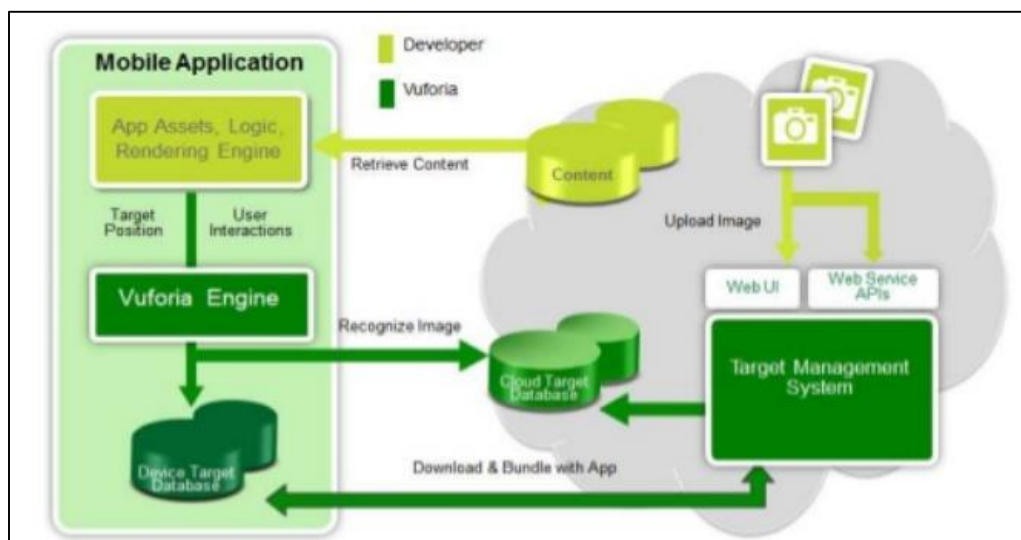 Developer
Vuforia
Mobile Application
App Assets, Logic,
Rendering Engine
Retrieve Content
Content
Target
Position
User
Interactions
Upload Image
Vuforia Engine
Web UI
Web Service
APIs
Recognize Image
Cloud Target
Database
Target Management
System
Device Target
Database
Download & Bundle with App